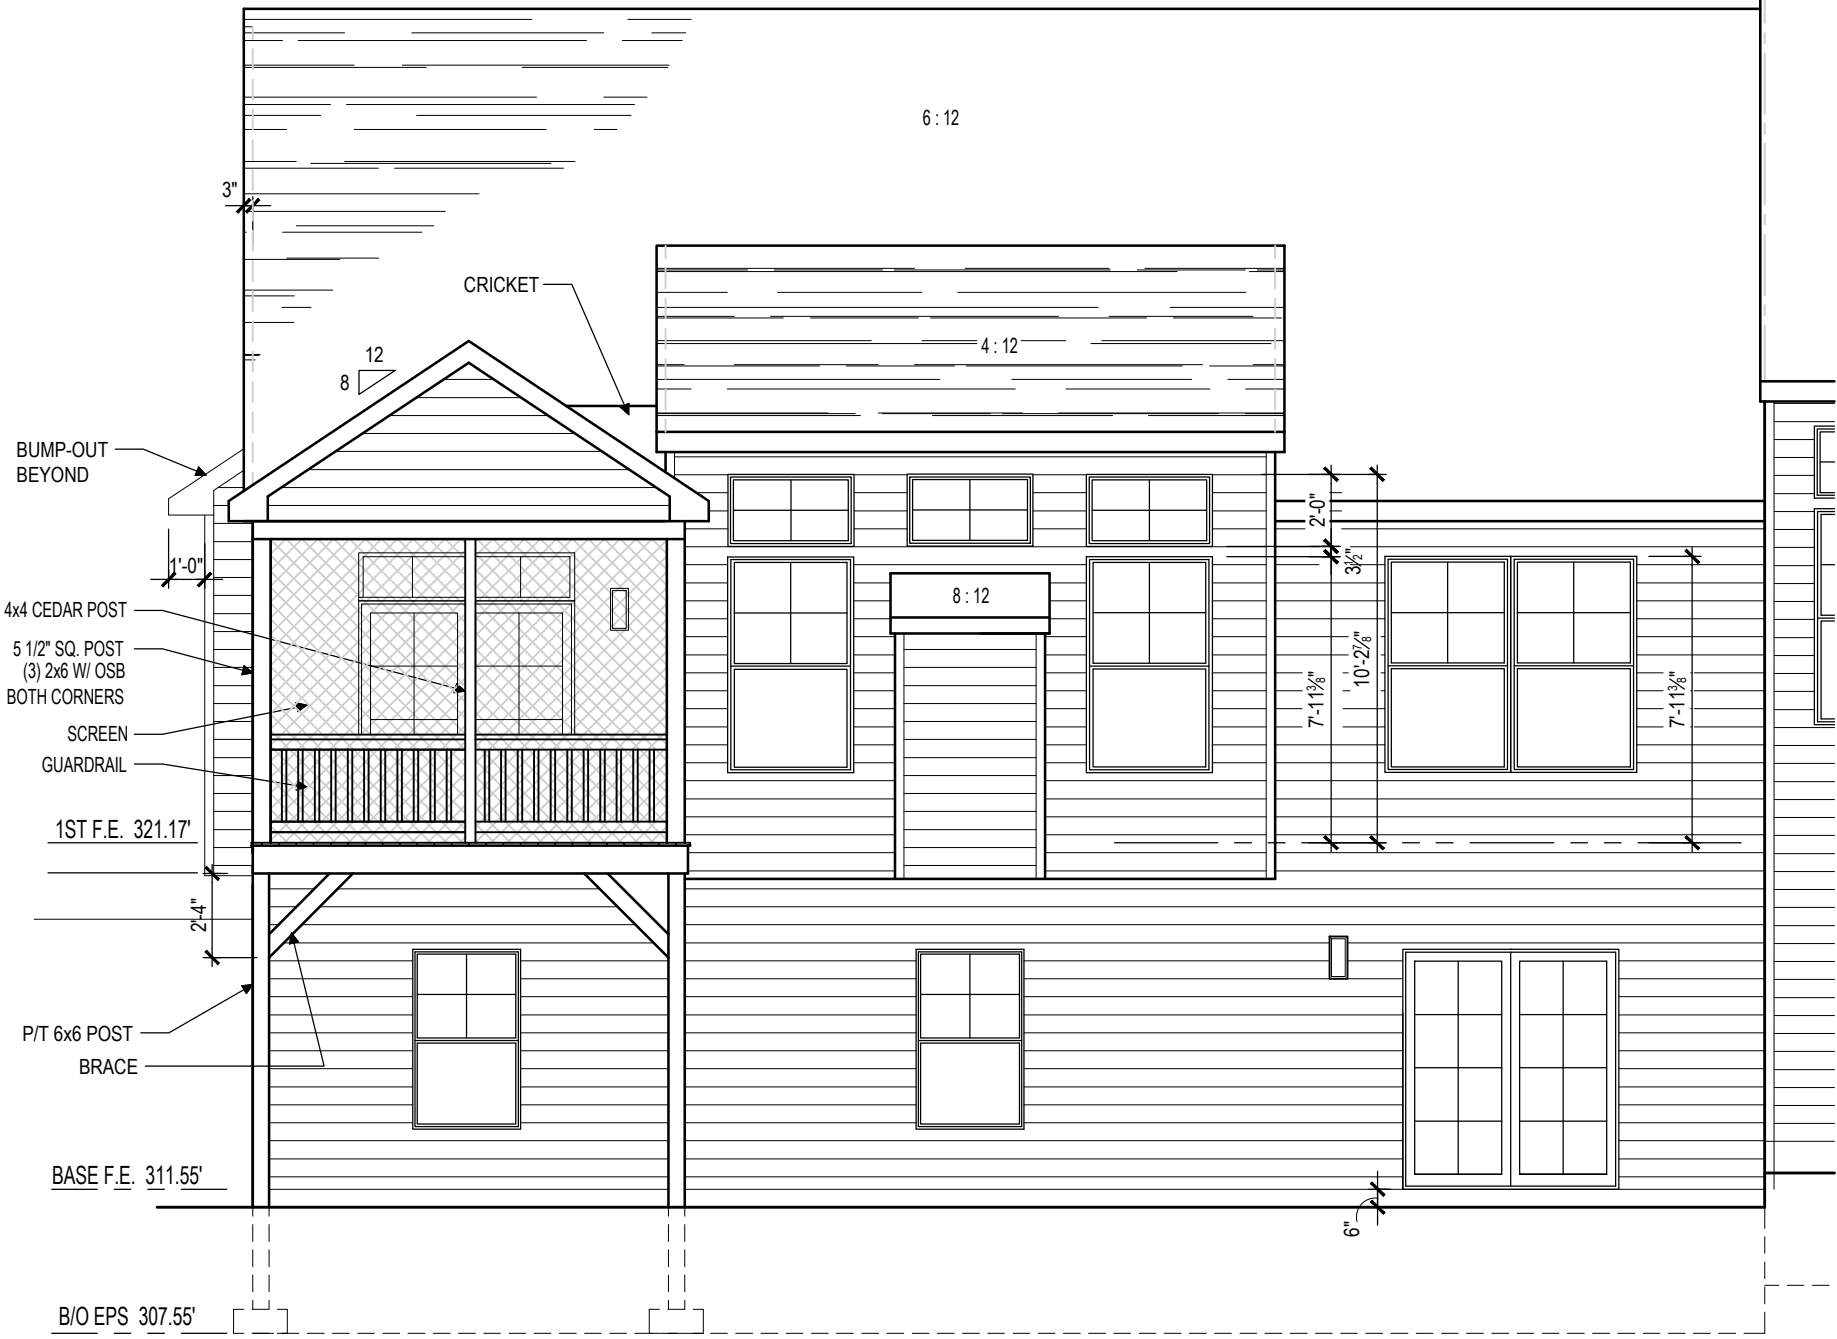 6 : 12
3"
CRICKET
4 : 12
12
8
BUMP-OUT
BEYOND
2'-0"
3½"
1'-0"
8 : 12
4x4 CEDAR POST
5 1/2" SQ. POST
(3) 2x6 W/ OSB
BOTH CORNERS
10'-2⅞"
7'-11⅜"
7'-11⅜"
SCREEN
GUARDRAIL
1ST F.E. 321.17'
2'-4"
P/T 6x6 POST
BRACE
BASE F.E. 311.55'
6"
B/O EPS 307.55'